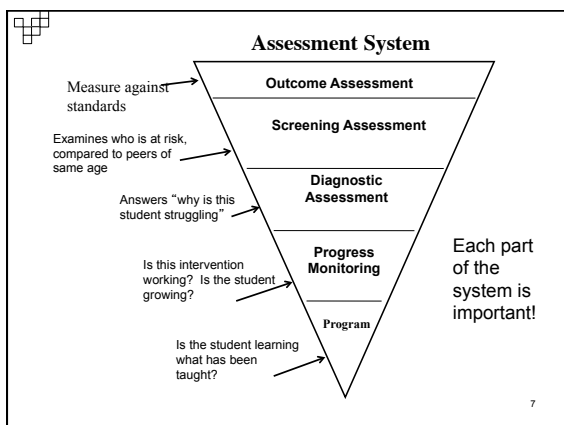 Assessment System
Measure against
standards
Outcome Assessment
Examines who is at risk,
compared to peers of
same age
Screening Assessment
Answers “why is this
student struggling”
Diagnostic
Assessment
Is this intervention
working?  Is the student
growing?
Progress
Monitoring
Is the student learning
what has been
taught?
Program
Each part
of the
system is
important!
7